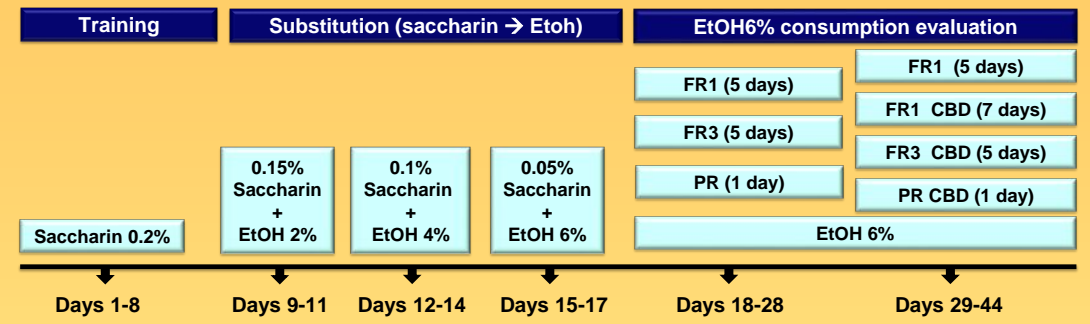 Training
Substitution (saccharin → Etoh)
EtOH6% consumption evaluation
Saccharin 0.2%
0.15%
Saccharin
+
EtOH 2%
0.1%
Saccharin
+
EtOH 4%
0.05%
Saccharin
+
EtOH 6%
FR1 (5 days)
FR3 (5 days)
PR (1 day)
FR1 (5 days)
FR1 CBD (7 days)
FR3 CBD (5 days)
PR CBD (1 day)
EtOH 6%
Days 1-8
Days 9-11
Days 12-14
Days 15-17
Days 18-28
Days 29-44